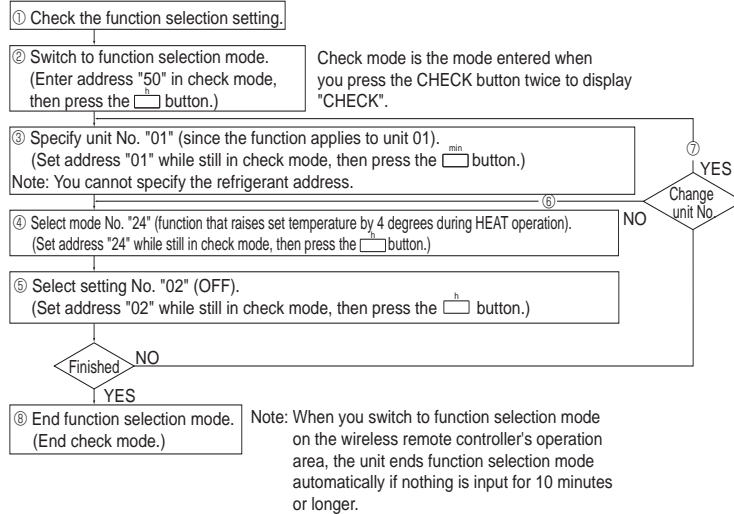 ① Check the function selection setting.
② Switch to function selection mode.
(Enter address "50" in check mode,
then press the h button.)
Check mode is the mode entered when
you press the CHECK button twice to display
"CHECK".
③ Specify unit No. "01" (since the function applies to unit 01).
(Set address "01" while still in check mode, then press the min button.)
Note: You cannot specify the refrigerant address.
⑦
YES
Change
unit No.
⑥
NO
④ Select mode No. "24" (function that raises set temperature by 4 degrees during HEAT operation).
(Set address "24" while still in check mode, then press the h button.)
⑤ Select setting No. "02" (OFF).
(Set address "02" while still in check mode, then press the h button.)
Finished
NO
YES
⑧ End function selection mode.
(End check mode.)
Note: When you switch to function selection mode
on the wireless remote controller's operation
area, the unit ends function selection mode
automatically if nothing is input for 10 minutes
or longer.